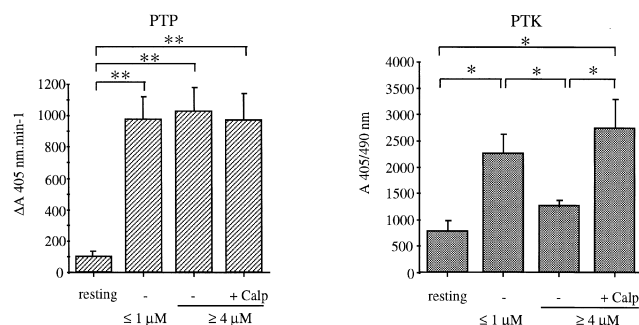 PTP
**
**
**
ΔA 405 nm.min-1
1200
1000
800
600
400
200
0
resting - - + Calp
≤ 1 µM ≥ 4 µM
PTK
*
* * *
A 405/490 nm
4000
3500
3000
2500
2000
1500
1000
500
0
resting - - + Calp
≤ 1 µM ≥ 4 µM